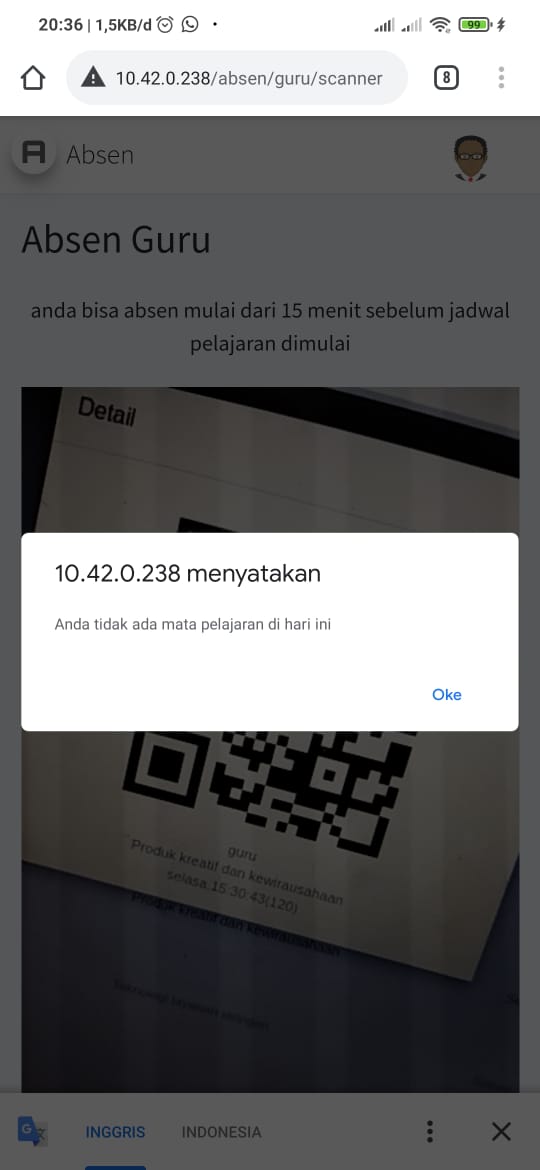 20:36 | 1,5KB/d
99
10.42.0.238/absen/guru/scanner
8
A Absen
Absen Guru
anda bisa absen mulai dari 15 menit sebelum jadwal
pelajaran dimulai
Detail
10.42.0.238 menyatakan
Anda tidak ada mata pelajaran di hari ini
Oke
guru
Produk kreatif dan kewirausahaan
selasa 15:30:43(120)
Produk kreatif dan kewirausahaan
INGGRIS
INDONESIA